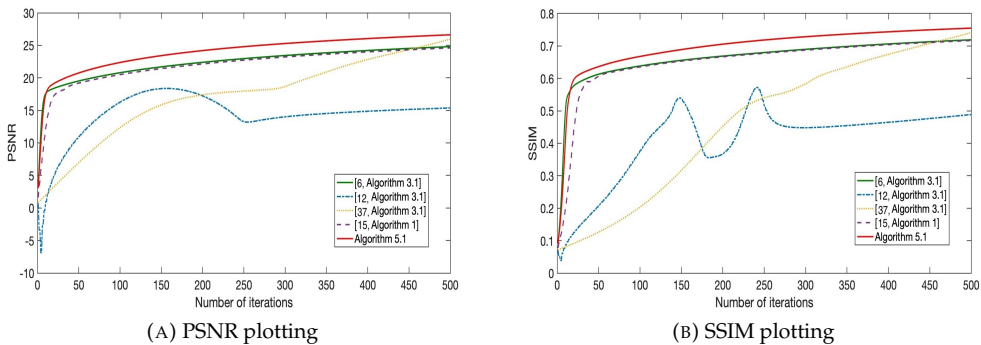 30
25
20
15
10
5
0
-5
-10
PSNR
[6, Algorithm 3.1]
[12, Algorithm 3.1]
[37, Algorithm 3.1]
[15, Algorithm 1]
Algorithm 5.1
0 50 100 150 200 250 300 350 400 450 500
Number of iterations
(A) PSNR plotting
0.8
0.7
0.6
0.5
0.4
0.3
0.2
0.1
0
SSIM
[6, Algorithm 3.1]
[12, Algorithm 3.1]
[37, Algorithm 3.1]
[15, Algorithm 1]
Algorithm 5.1
0 50 100 150 200 250 300 350 400 450 500
Number of iterations
(B) SSIM plotting